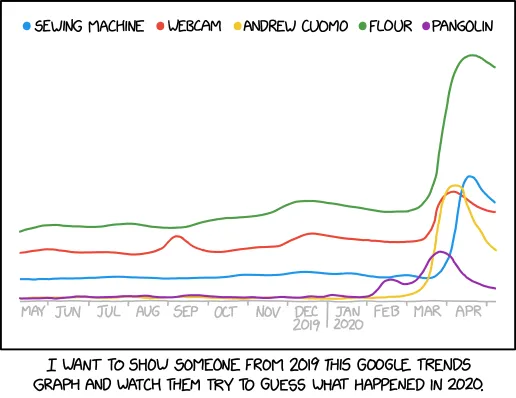 SEWING MACHINE WEBCAM ANDREW CUOMO FLOUR PANGOLIN
MAY JUN JUL AUG SEP OCT NOV DEC JAN FEB MAR APR
2019 2020
I WANT TO SHOW SOMEONE FROM 2019 THIS GOOGLE TRENDS
GRAPH AND WATCH THEM TRY TO GUESS WHAT HAPPENED IN 2020.